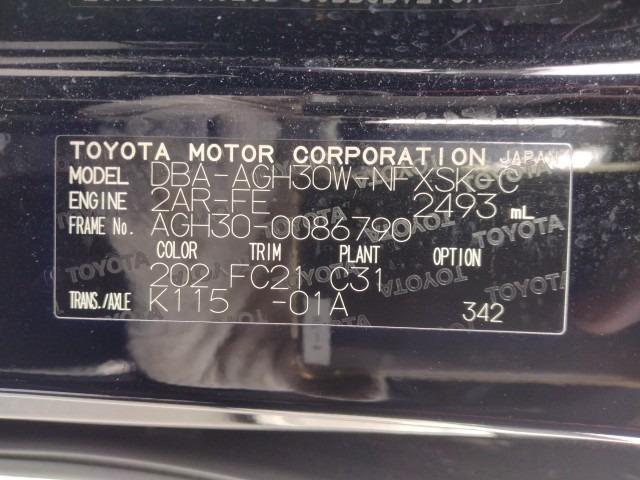 TOYOTA MOTOR CORPORATION JAPAN
MODEL DBA-AGH30W-NFXSK-C
ENGINE 2AR-FE 2493 mL
FRAME No. AGH30-0086790
COLOR TRIM PLANT OPTION
202 FC21 C31
TRANS./AXLE K115 -01A 342